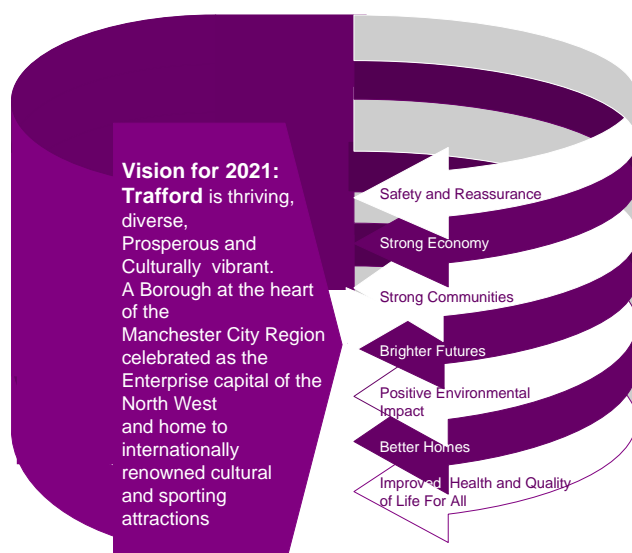 Vision for 2021:
Trafford is thriving,
diverse,
Prosperous and
Culturally vibrant.
A Borough at the heart
of the
Manchester City Region
celebrated as the
Enterprise capital of the
North West
and home to
internationally
renowned cultural
and sporting
attractions
Safety and Reassurance
Strong Economy
Strong Communities
Brighter Futures
Positive Environmental
Impact
Better Homes
Improved Health and Quality
of Life For All